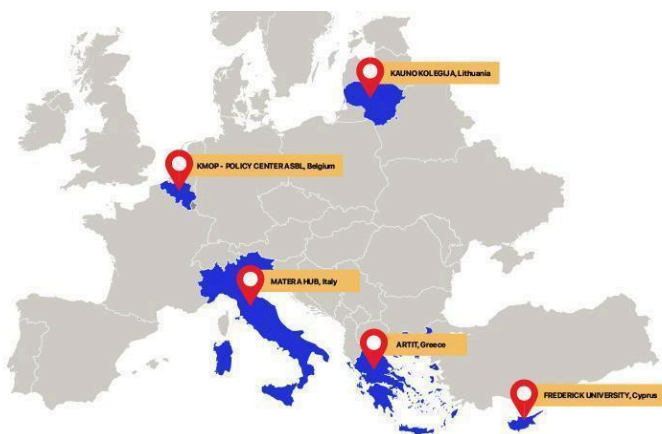 KAUNO KOLEGIJA, Lithuania
KMOP - POLICY CENTER ASBL, Belgium
MATERA HUB, Italy
ARTIT, Greece
FREDERICK UNIVERSITY, Cyprus